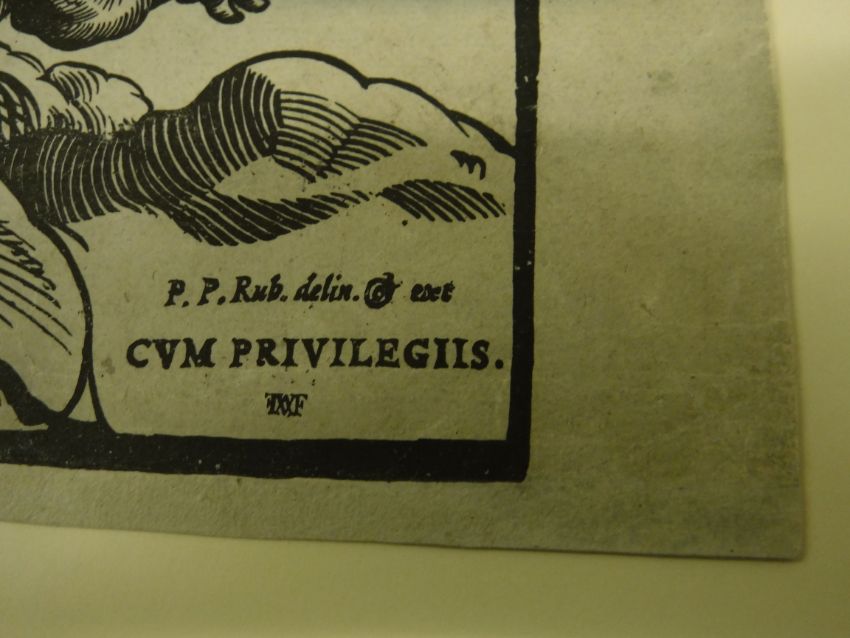 P. P. Rub. delin. & exc
CVM PRIVILEGIIS.